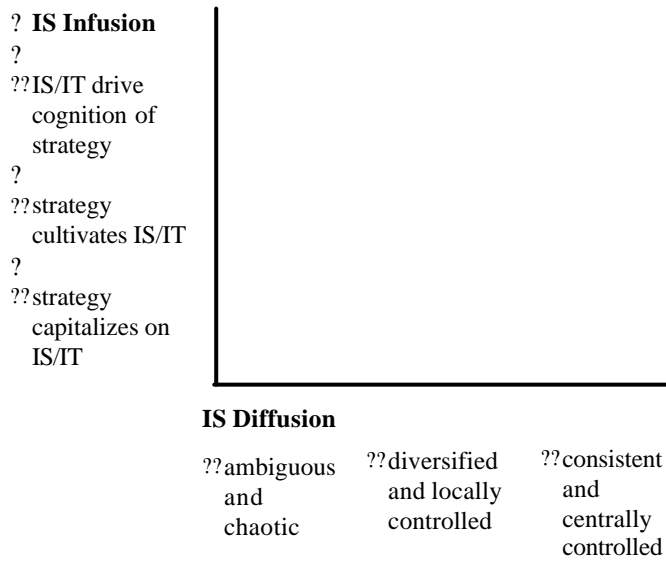 ? IS Infusion
?
??IS/IT drive
cognition of
strategy
?
??strategy
cultivates IS/IT
?
??strategy
capitalizes on
IS/IT
IS Diffusion
??ambiguous
and
chaotic
??diversified
and locally
controlled
??consistent
and
centrally
controlled